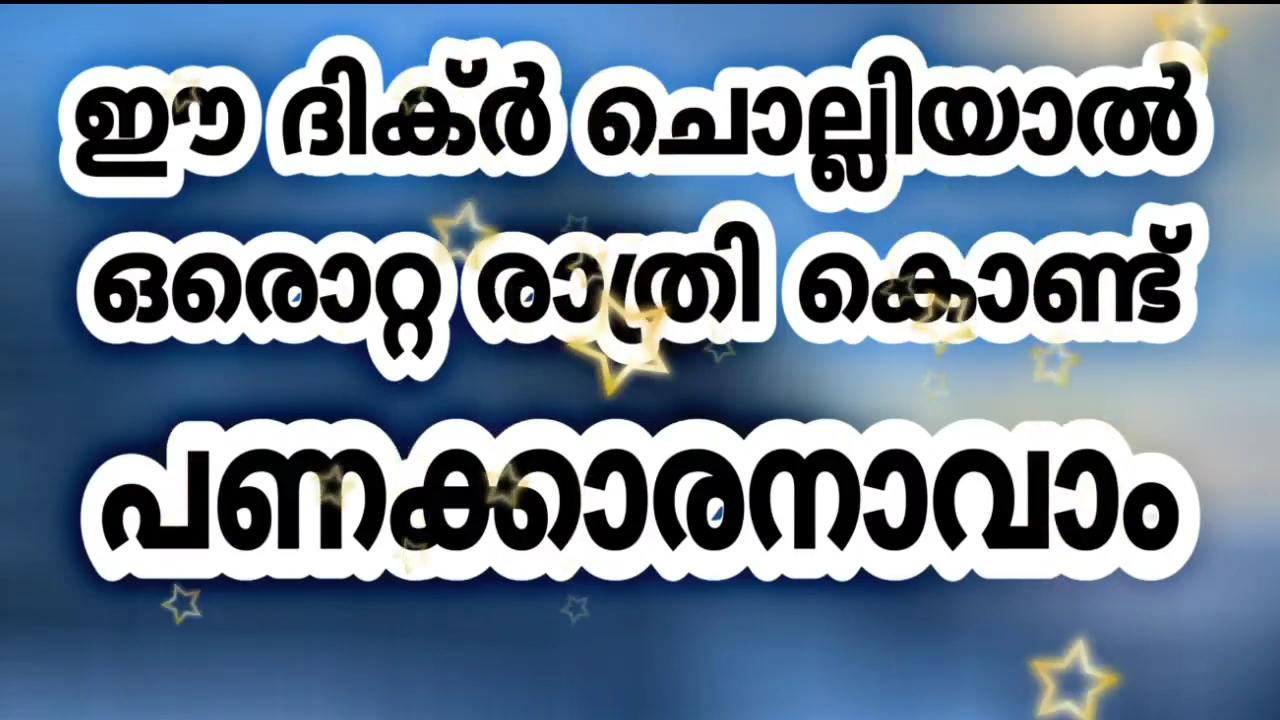 ഈ ദിക്ർ ചൊല്ലിയാൽ
ഒരൊറ്റ രാത്രി കൊണ്ട്
പണക്കാരനാവാം